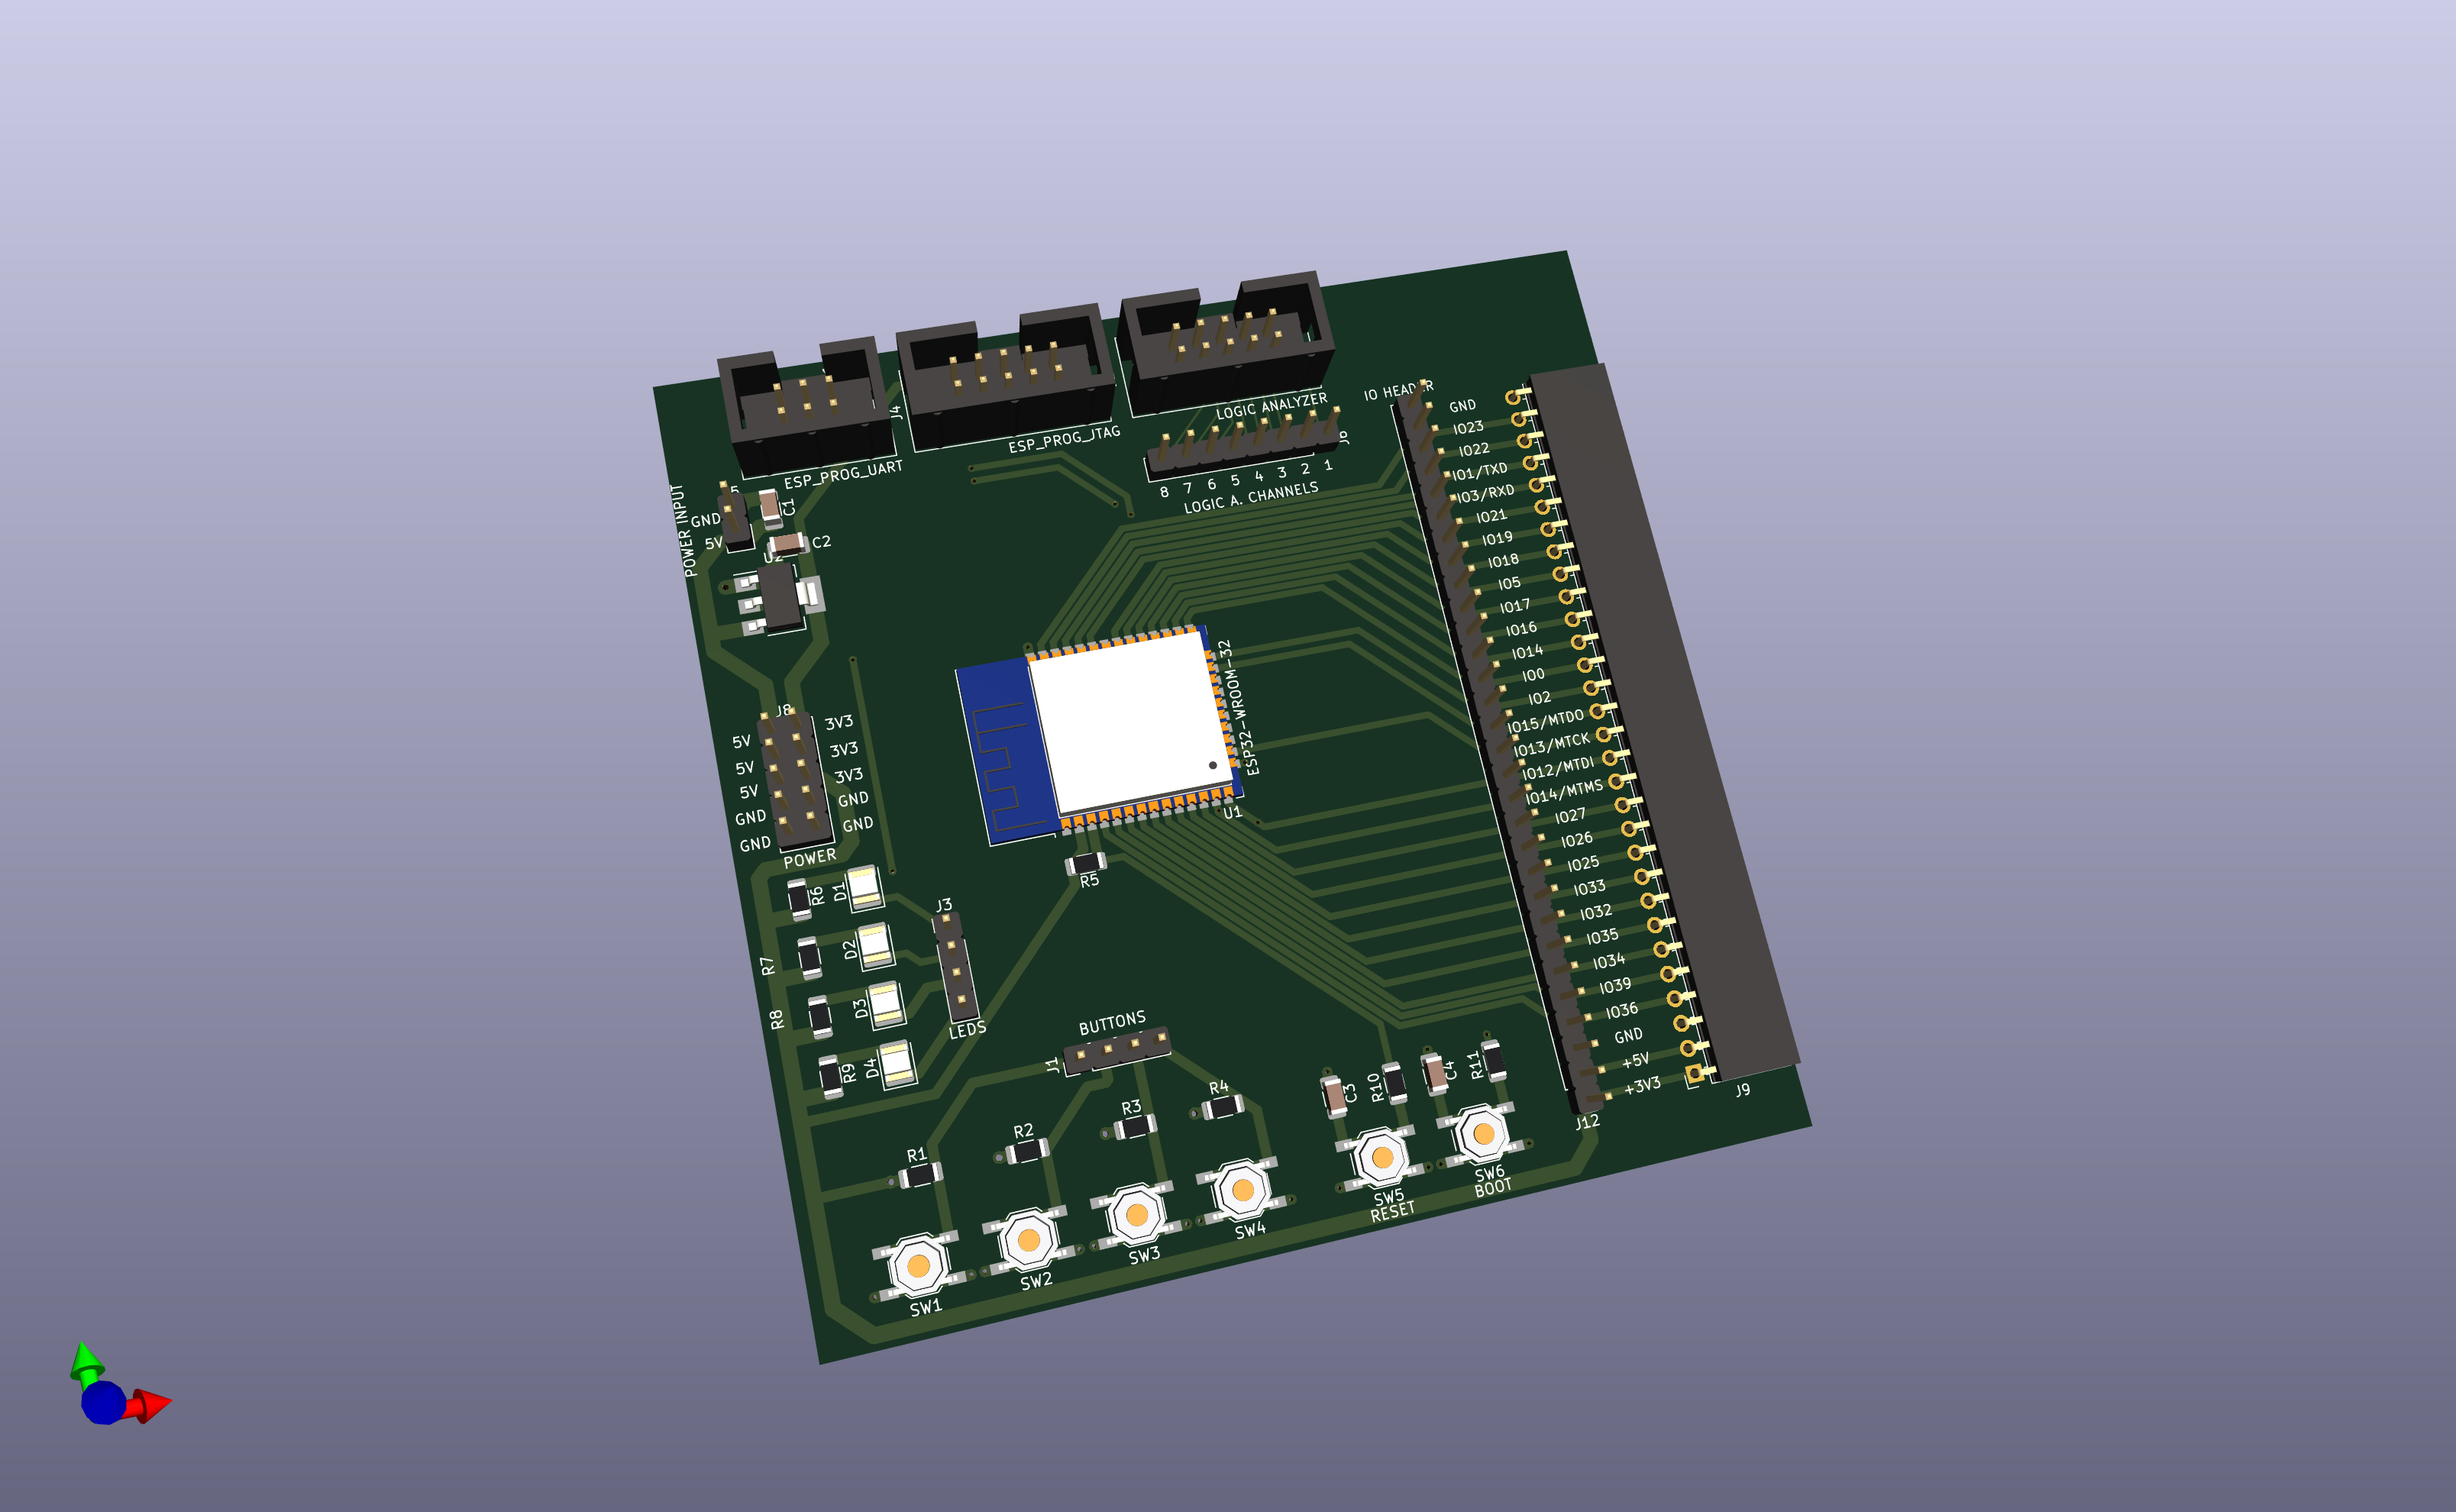 J4
ESP_PROG_UART
ESP_PROG_JTAG
LOGIC ANALYZER
8 7 6 5 4 3 2 1
LOGIC A. CHANNELS
POWER INPUT
GND
5V
C1
C2
U2
J8
5V
5V
5V
GND
GND
3V3
3V3
3V3
GND
GND
POWER
R6
D1
R7
D2
R8
D3
R9
D4
J3
LEDS
R5
U1
ESP32-WROOM-32
BUTTONS
J1
R1
R2
R3
R4
SW1
SW2
SW3
SW4
C3
R10
C4
R11
SW5
RESET
SW6
BOOT
IO HEADER
GND
IO23
IO22
IO1/TXD
IO3/RXD
IO21
IO19
IO18
IO5
IO17
IO16
IO14
IO0
IO2
IO15/MTDO
IO13/MTCK
IO12/MTDI
IO14/MTMS
IO27
IO26
IO25
IO33
IO32
IO35
IO34
IO39
IO36
GND
+5V
+3V3
J12
J9